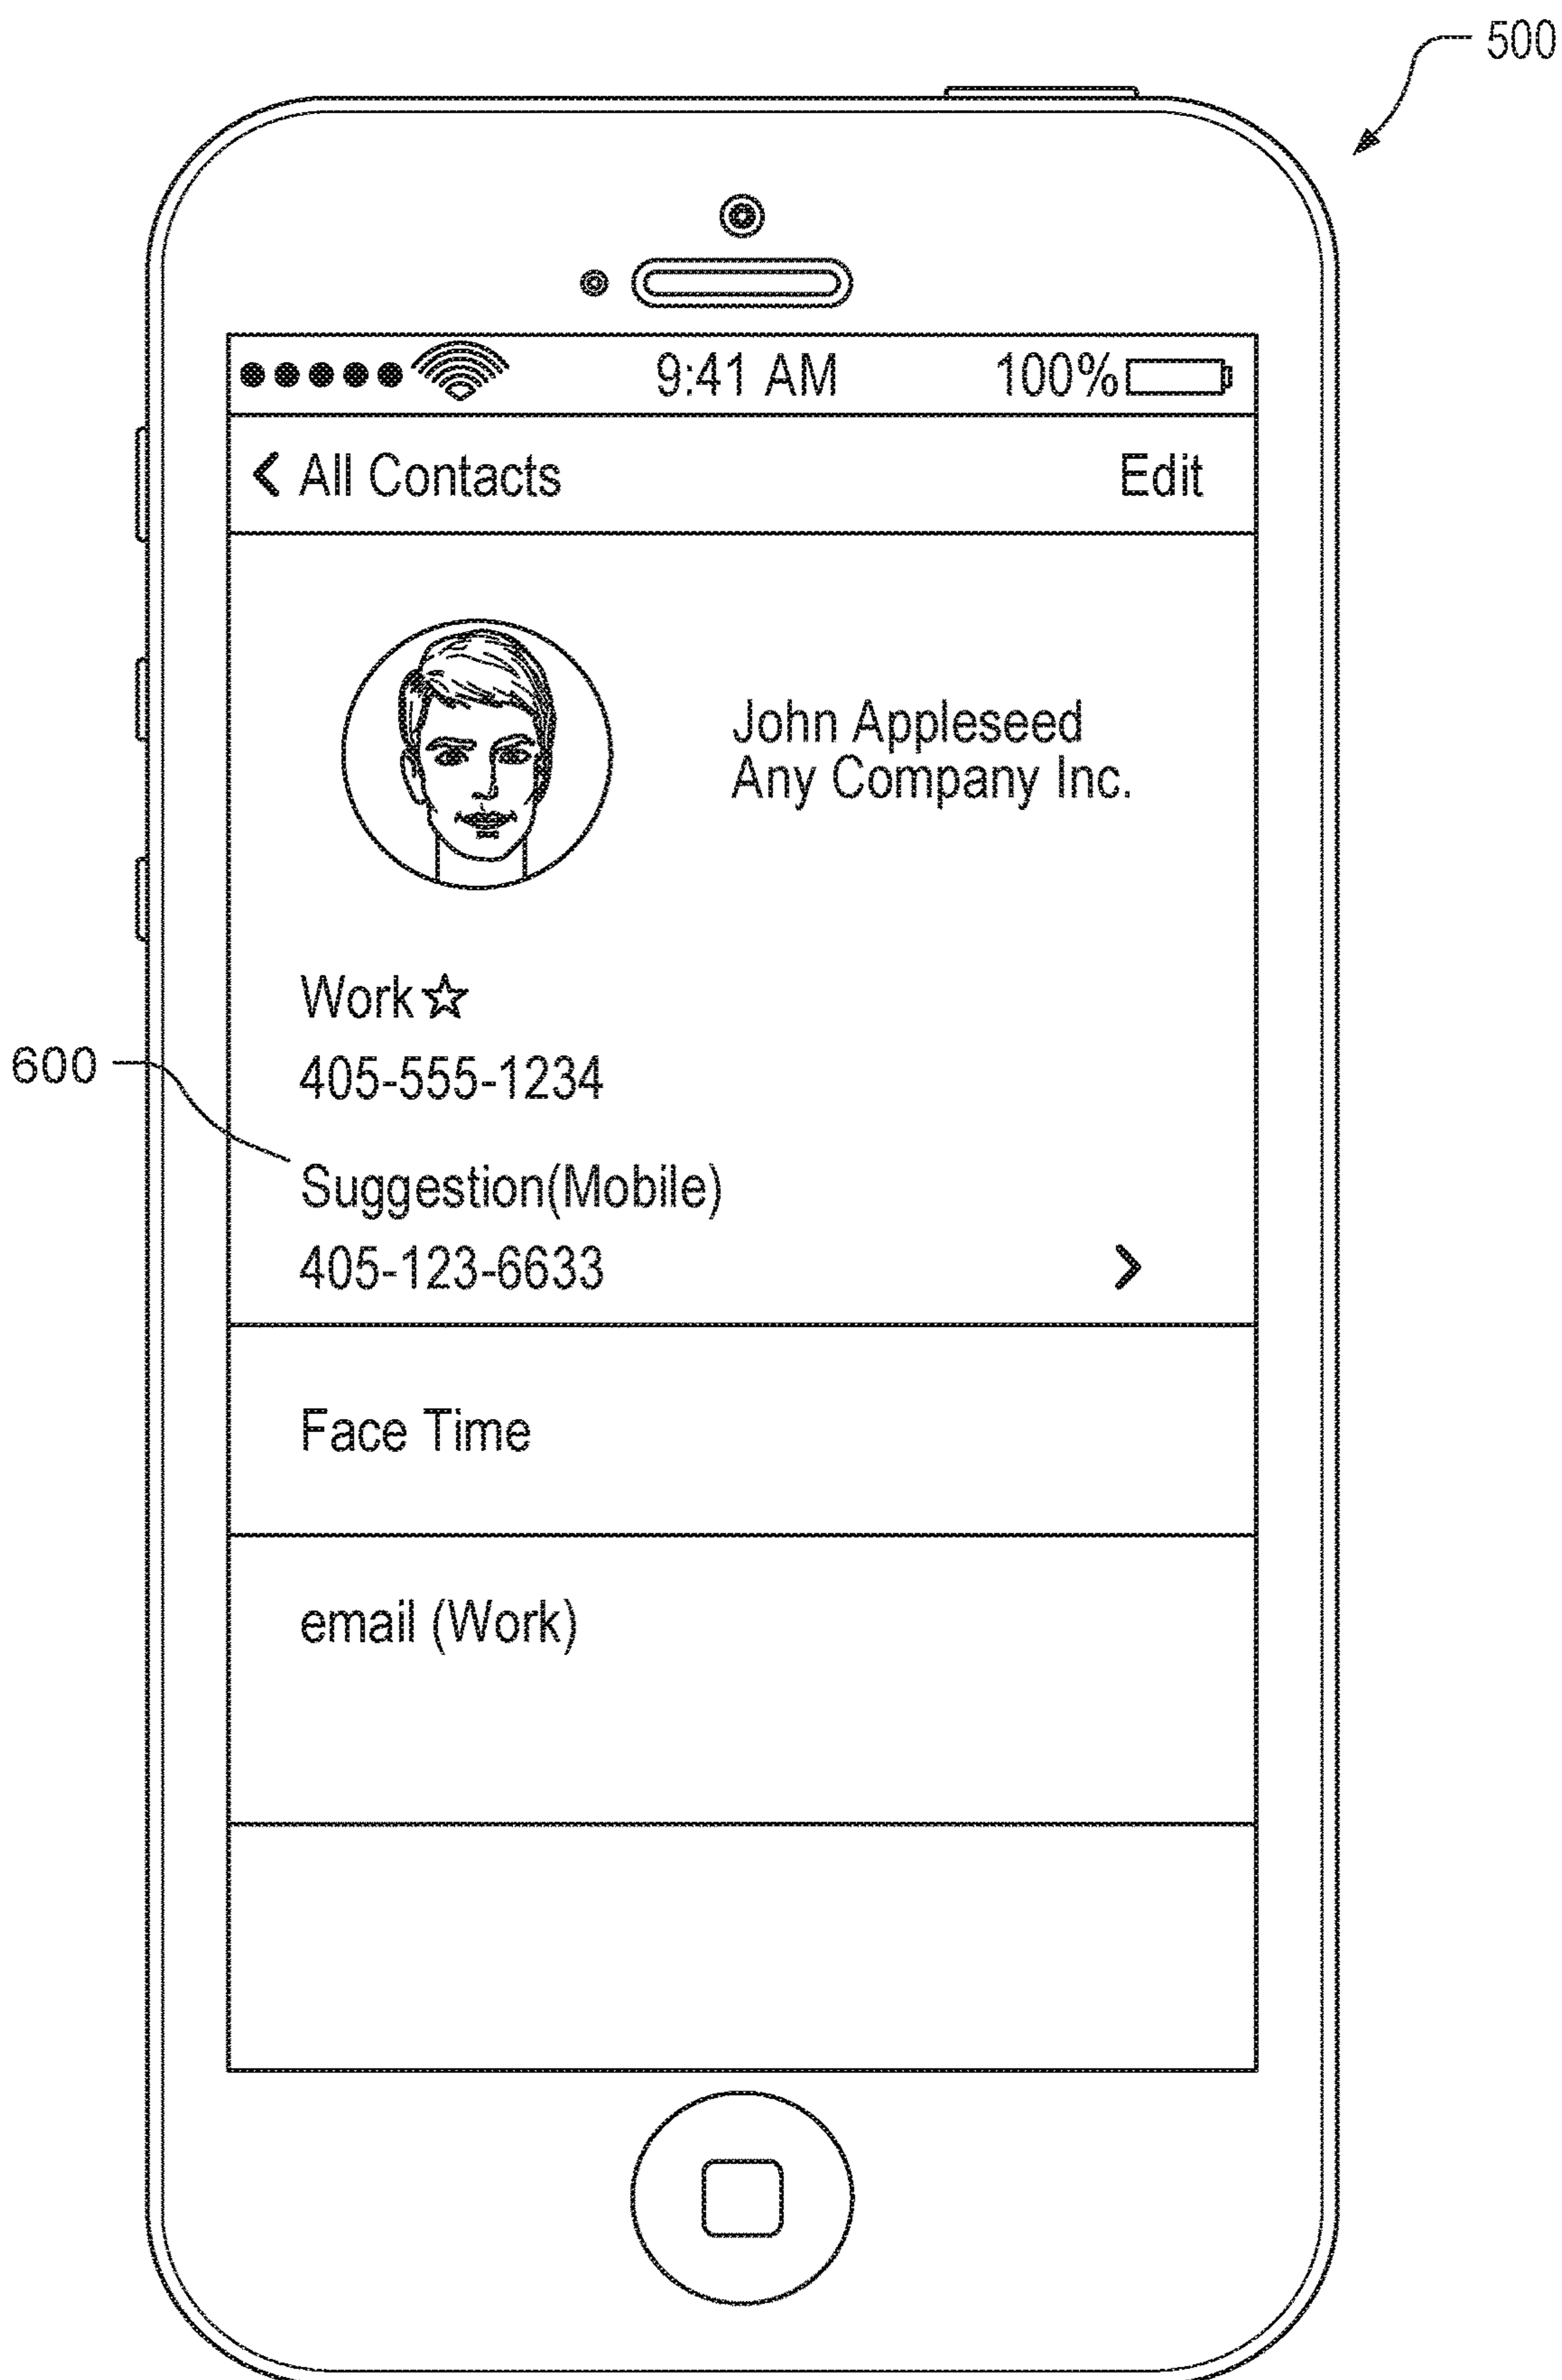 500
9:41 AM 100%
All Contacts Edit
John Appleseed
Any Company Inc.
Work
405-555-1234
600
Suggestion(Mobile)
405-123-6633
Face Time
email (Work)